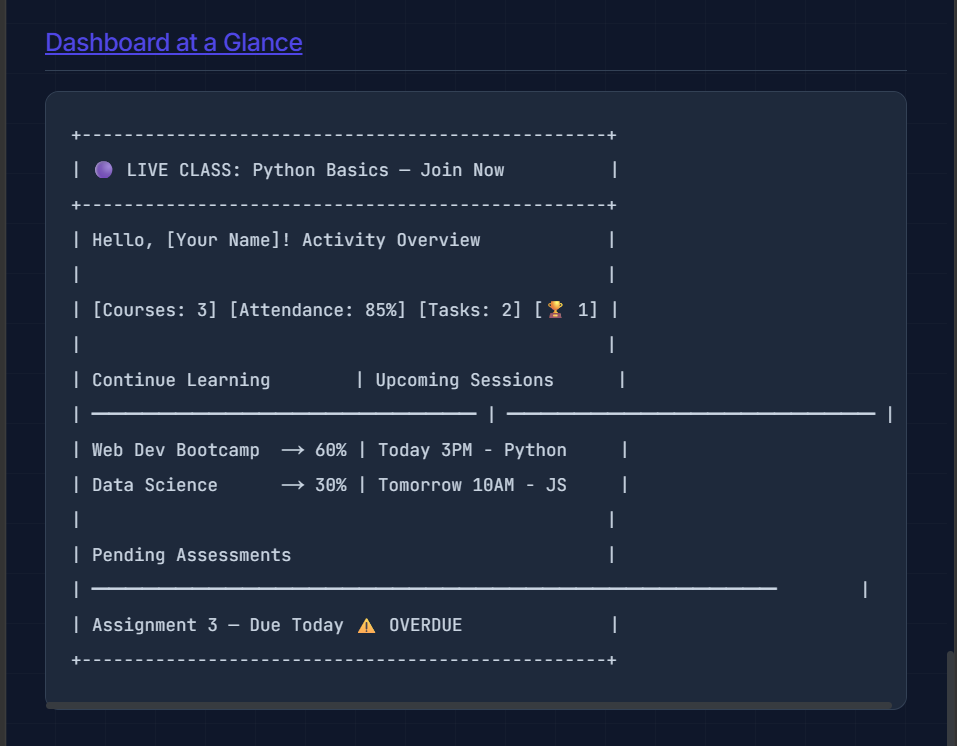 Dashboard at a Glance
+--------------------------------------------------+
| 🟣 LIVE CLASS: Python Basics — Join Now          |
+--------------------------------------------------+
| Hello, [Your Name]! Activity Overview            |
|                                                  |
| [Courses: 3] [Attendance: 85%] [Tasks: 2] [🏆 1] |
|                                                  |
| Continue Learning        | Upcoming Sessions      |
| ─────────────────────── | ────────────────────── |
| Web Dev Bootcamp  → 60% | Today 3PM - Python     |
| Data Science      → 30% | Tomorrow 10AM - JS     |
|                                                  |
| Pending Assessments                              |
| ─────────────────────────────────────────        |
| Assignment 3 — Due Today ⚠️ OVERDUE              |
+--------------------------------------------------+